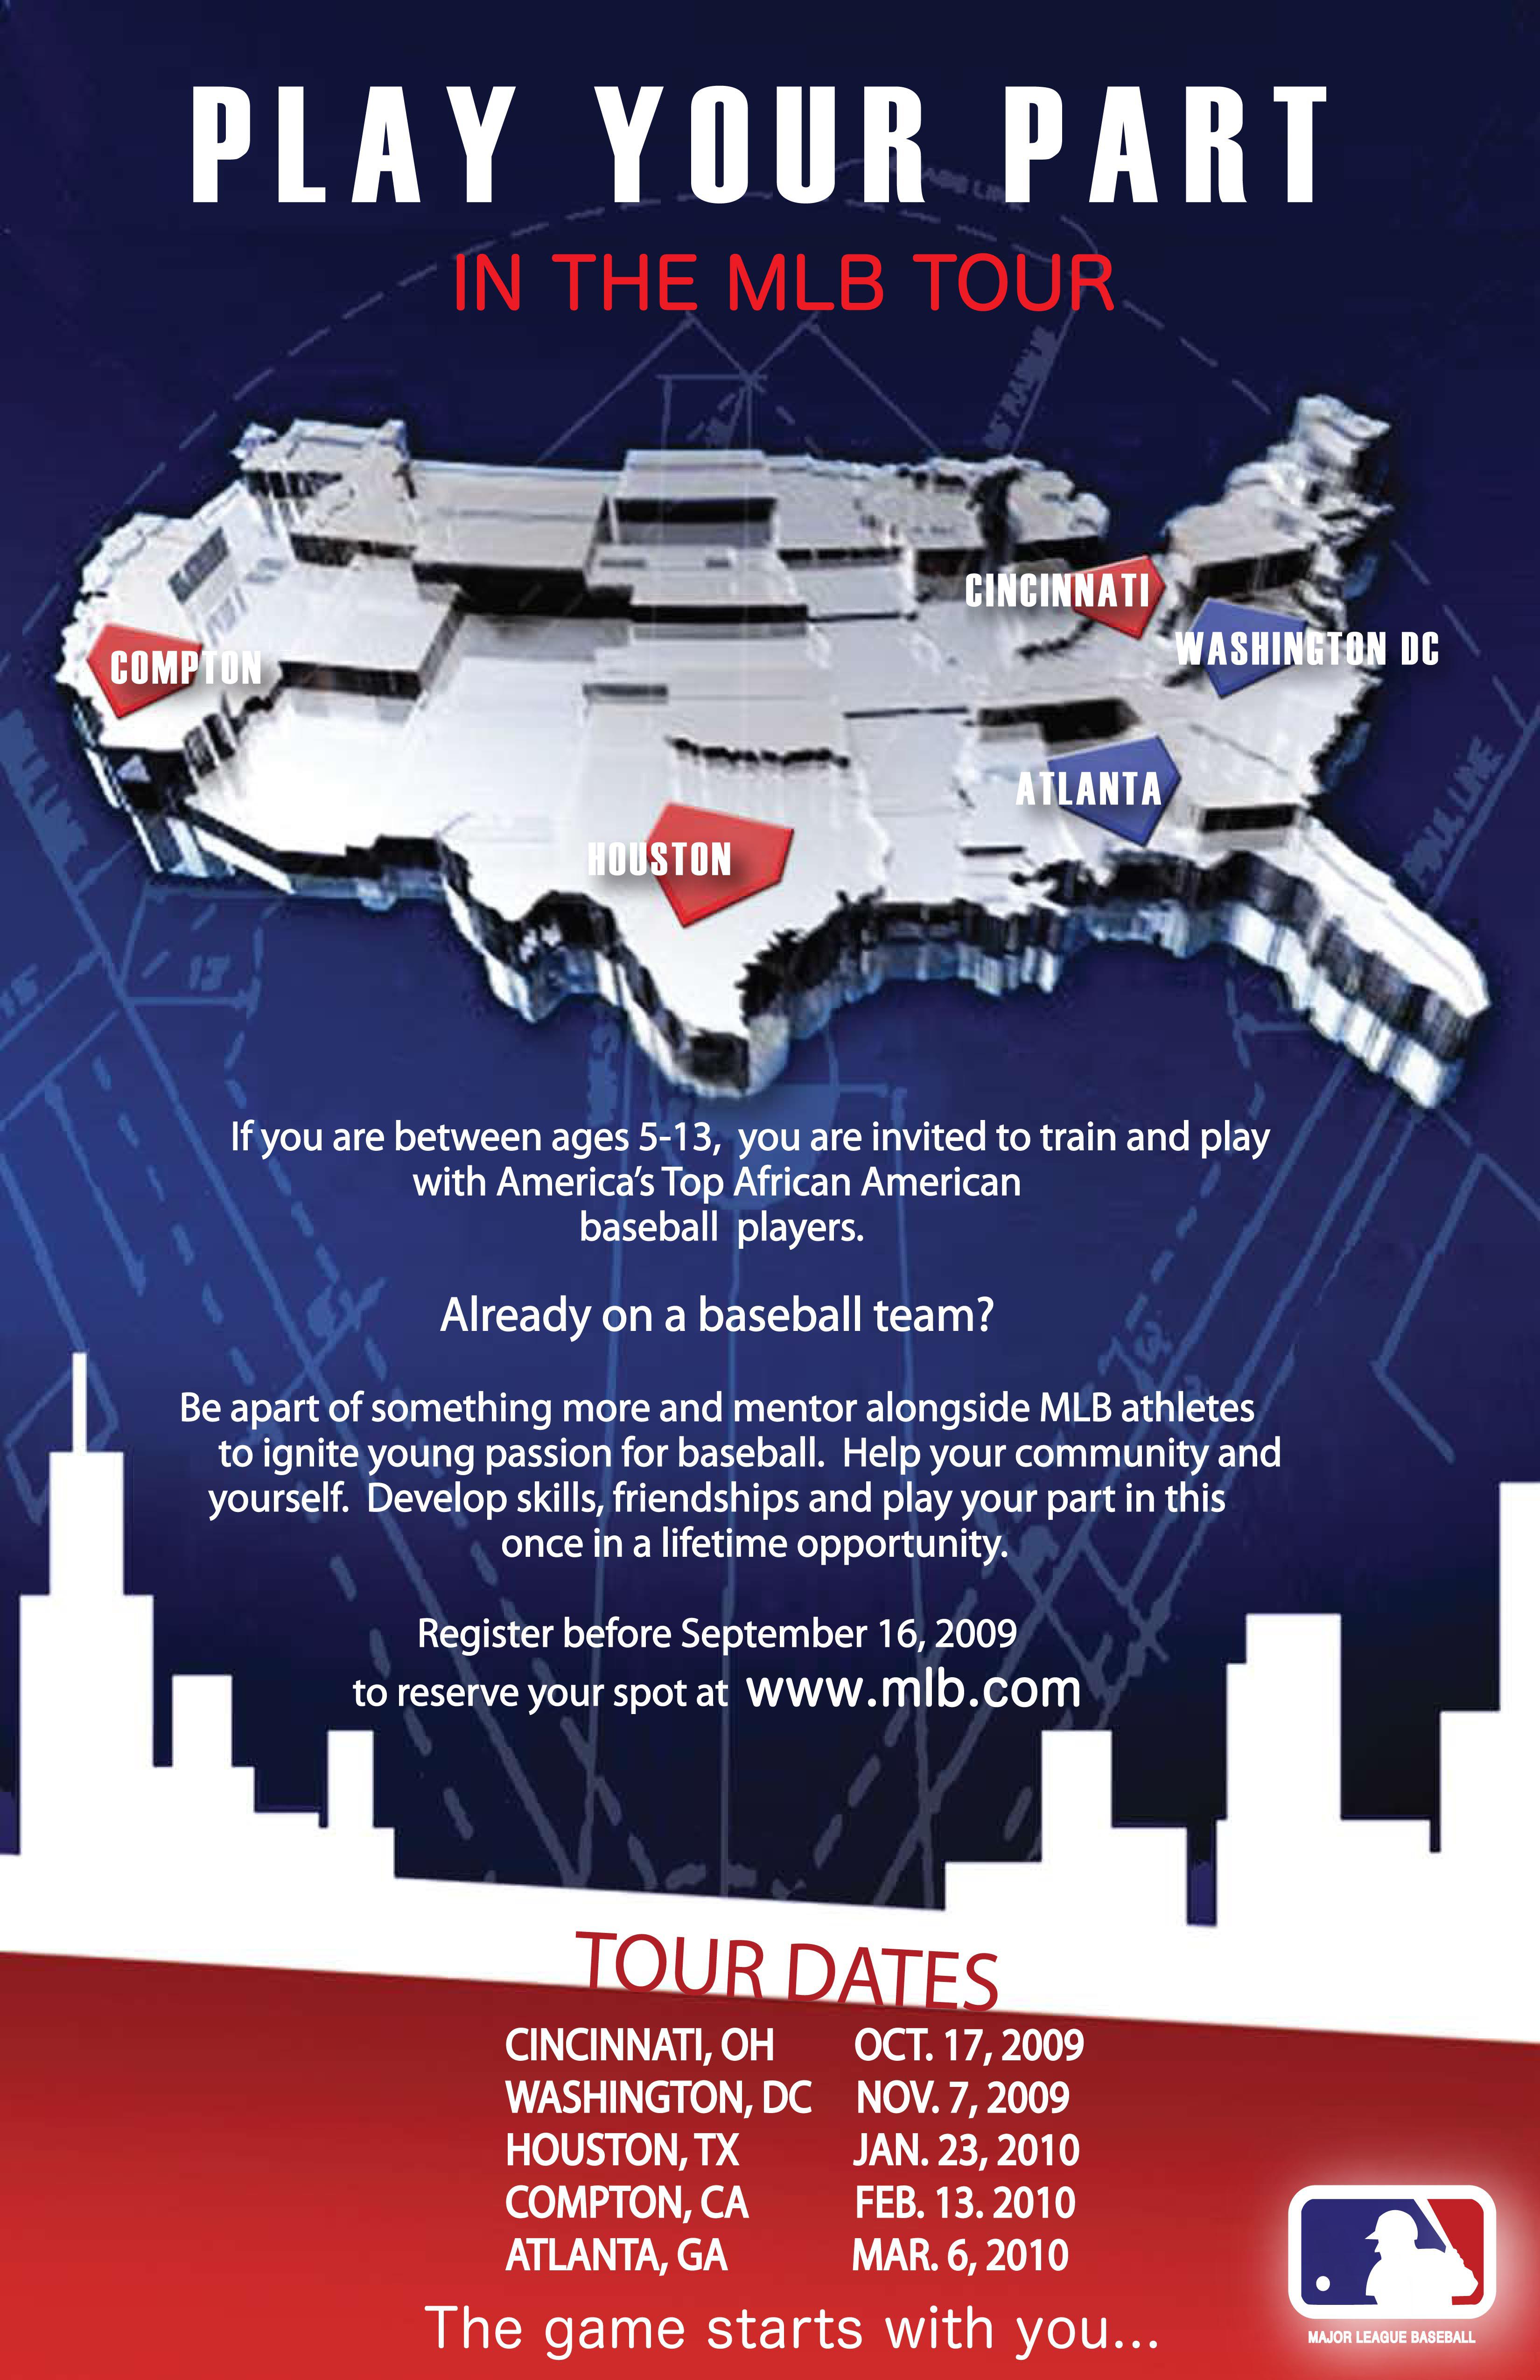 PLAY YOUR PART
IN THE MLB TOUR
CINCINNATI
WASHINGTON DC
COMPTON
ATLANTA
HOUSTON
If you are between ages 5-13, you are invited to train and play
with America's Top African American
baseball players.
Already on a baseball team?
Be apart of something more and mentor alongside MLB athletes
to ignite young passion for baseball. Help your community and
yourself. Develop skills, friendships and play your part in this
once in a lifetime opportunity.
Register before September 16, 2009
to reserve your spot at www.mlb.com
TOUR DATES
CINCINNATI, OH OCT. 17, 2009
WASHINGTON, DC NOV. 7, 2009
HOUSTON, TX JAN. 23, 2010
COMPTON, CA FEB. 13. 2010
ATLANTA, GA MAR. 6, 2010
The game starts with you...
MAJOR LEAGUE BASEBALL